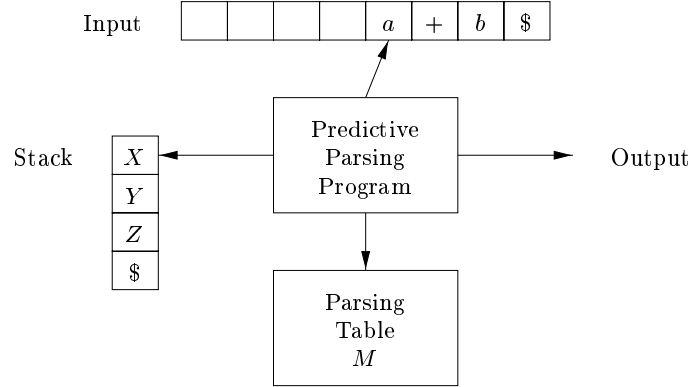 Input a + b $
Predictive
Parsing
Program
Stack
X
Y
Z
$
Output
Parsing
Table
M